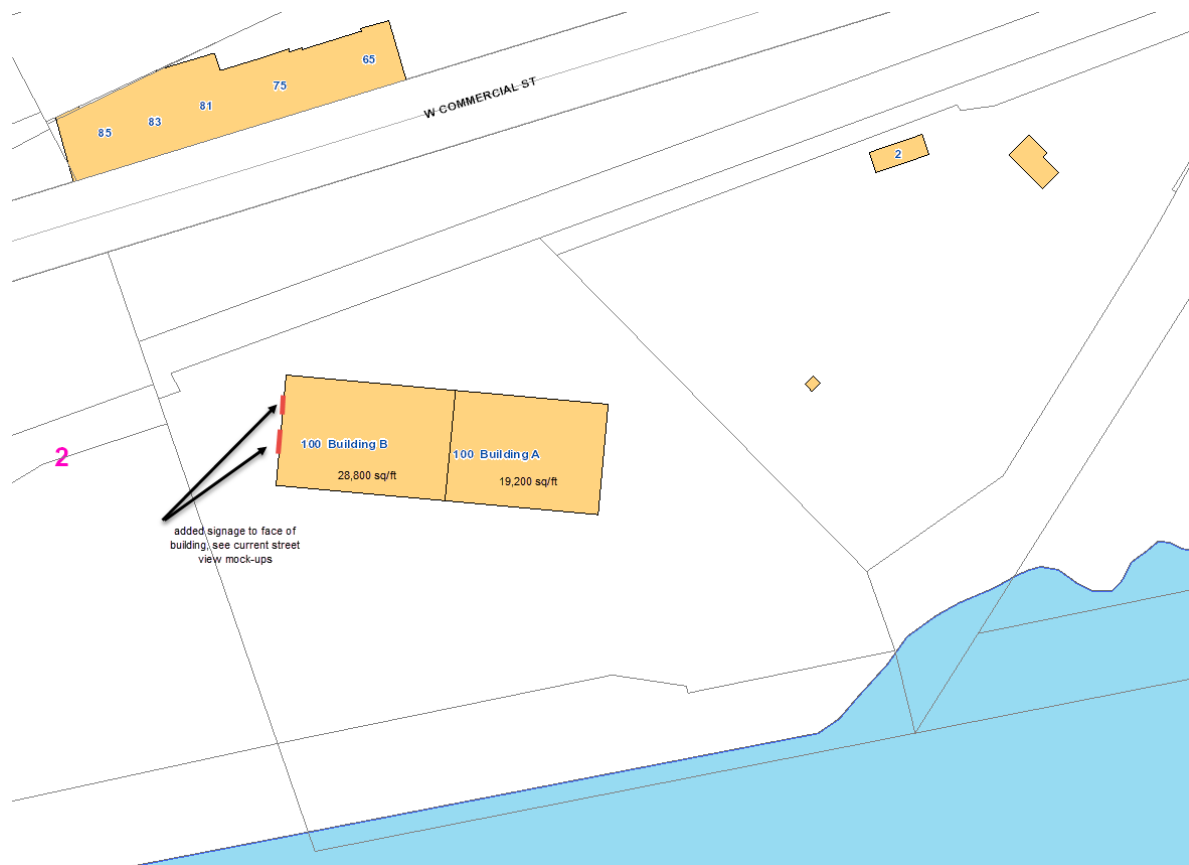 65
75
81
83
85
W COMMERCIAL ST
2
100 Building B
28,800 sq/ft
100 Building A
19,200 sq/ft
2
added signage to face of
building, see current street
view mock-ups